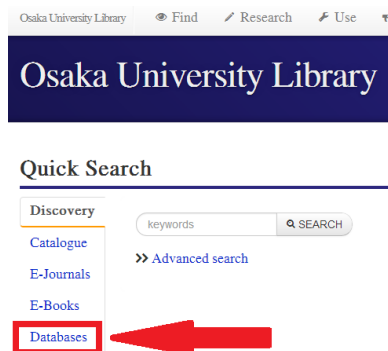 Osaka University Library Find Research Use
Osaka University Library
Quick Search
Discovery
keywords SEARCH
Catalogue
Advanced search
E-Journals
E-Books
Databases